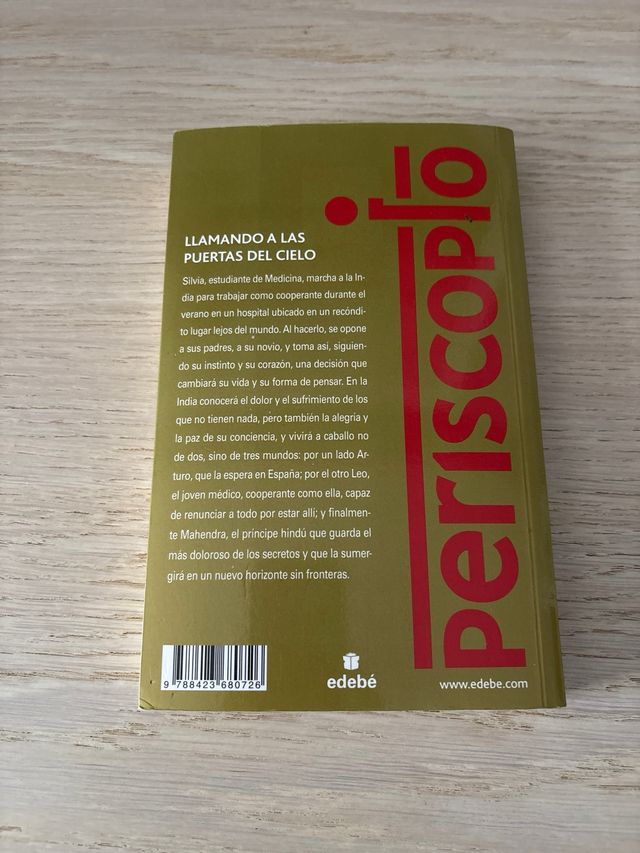 LLAMANDO A LAS
PUERTAS DEL CIELO
Silvia, estudiante de Medicina, marcha a la In-
dia para trabajar como cooperante durante el
verano en un hospital ubicado en un recóndi-
to lugar lejos del mundo. Al hacerlo, se opone
a sus padres, a su novio, y toma así, siguien-
do su instinto y su corazón, una decisión que
cambiará su vida y su forma de pensar. En la
India conocerá el dolor y el sufrimiento de los
que no tienen nada, pero también la alegría y
la paz de su conciencia, y vivirá a caballo no
de dos, sino de tres mundos: por un lado Ar-
turo, que la espera en España; por el otro Leo,
el joven médico, cooperante como ella, capaz
de renunciar a todo por estar allí; y finalmen-
te Mahendra, el príncipe hindú que guarda el
más doloroso de los secretos y que la sumer-
girá en un nuevo horizonte sin fronteras.
periscopio
9 788423 680726
edebé
www.edebe.com